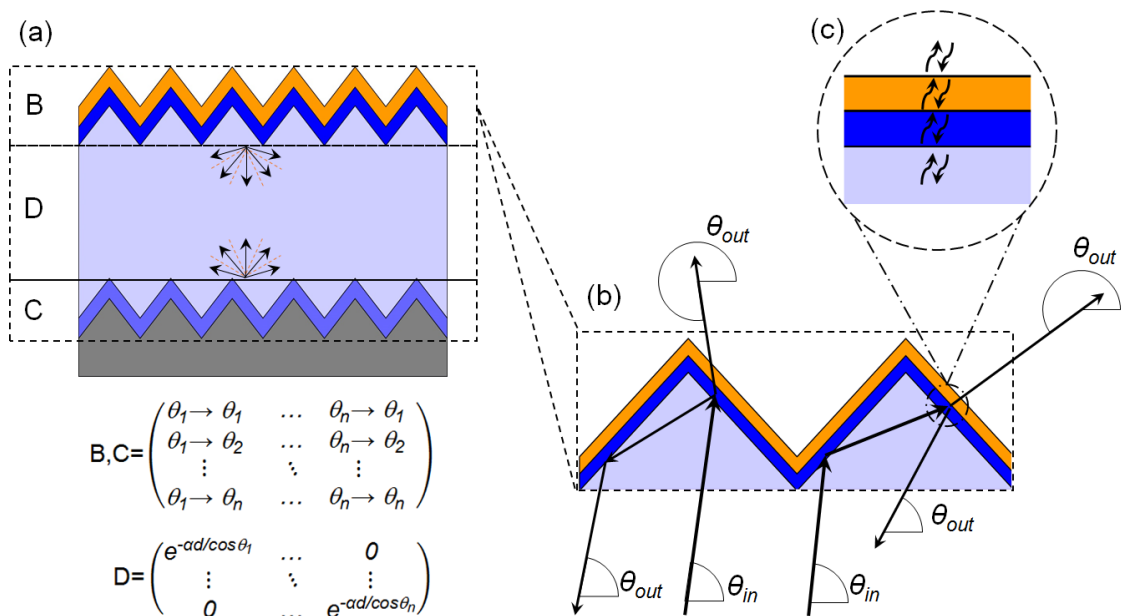 (a)
B
D
C
B,C=
θ1→ θ1 … θn→ θ1
θ1→ θ2 … θn→ θ2
⋮ ⋱ ⋮
θ1→ θn … θn→ θn
D=
e-αd/cosθ1 … 0
⋮ ⋱ ⋮
0 … e-αd/cosθn
(c)
θout
θout
(b)
θout
θout
θin
θin